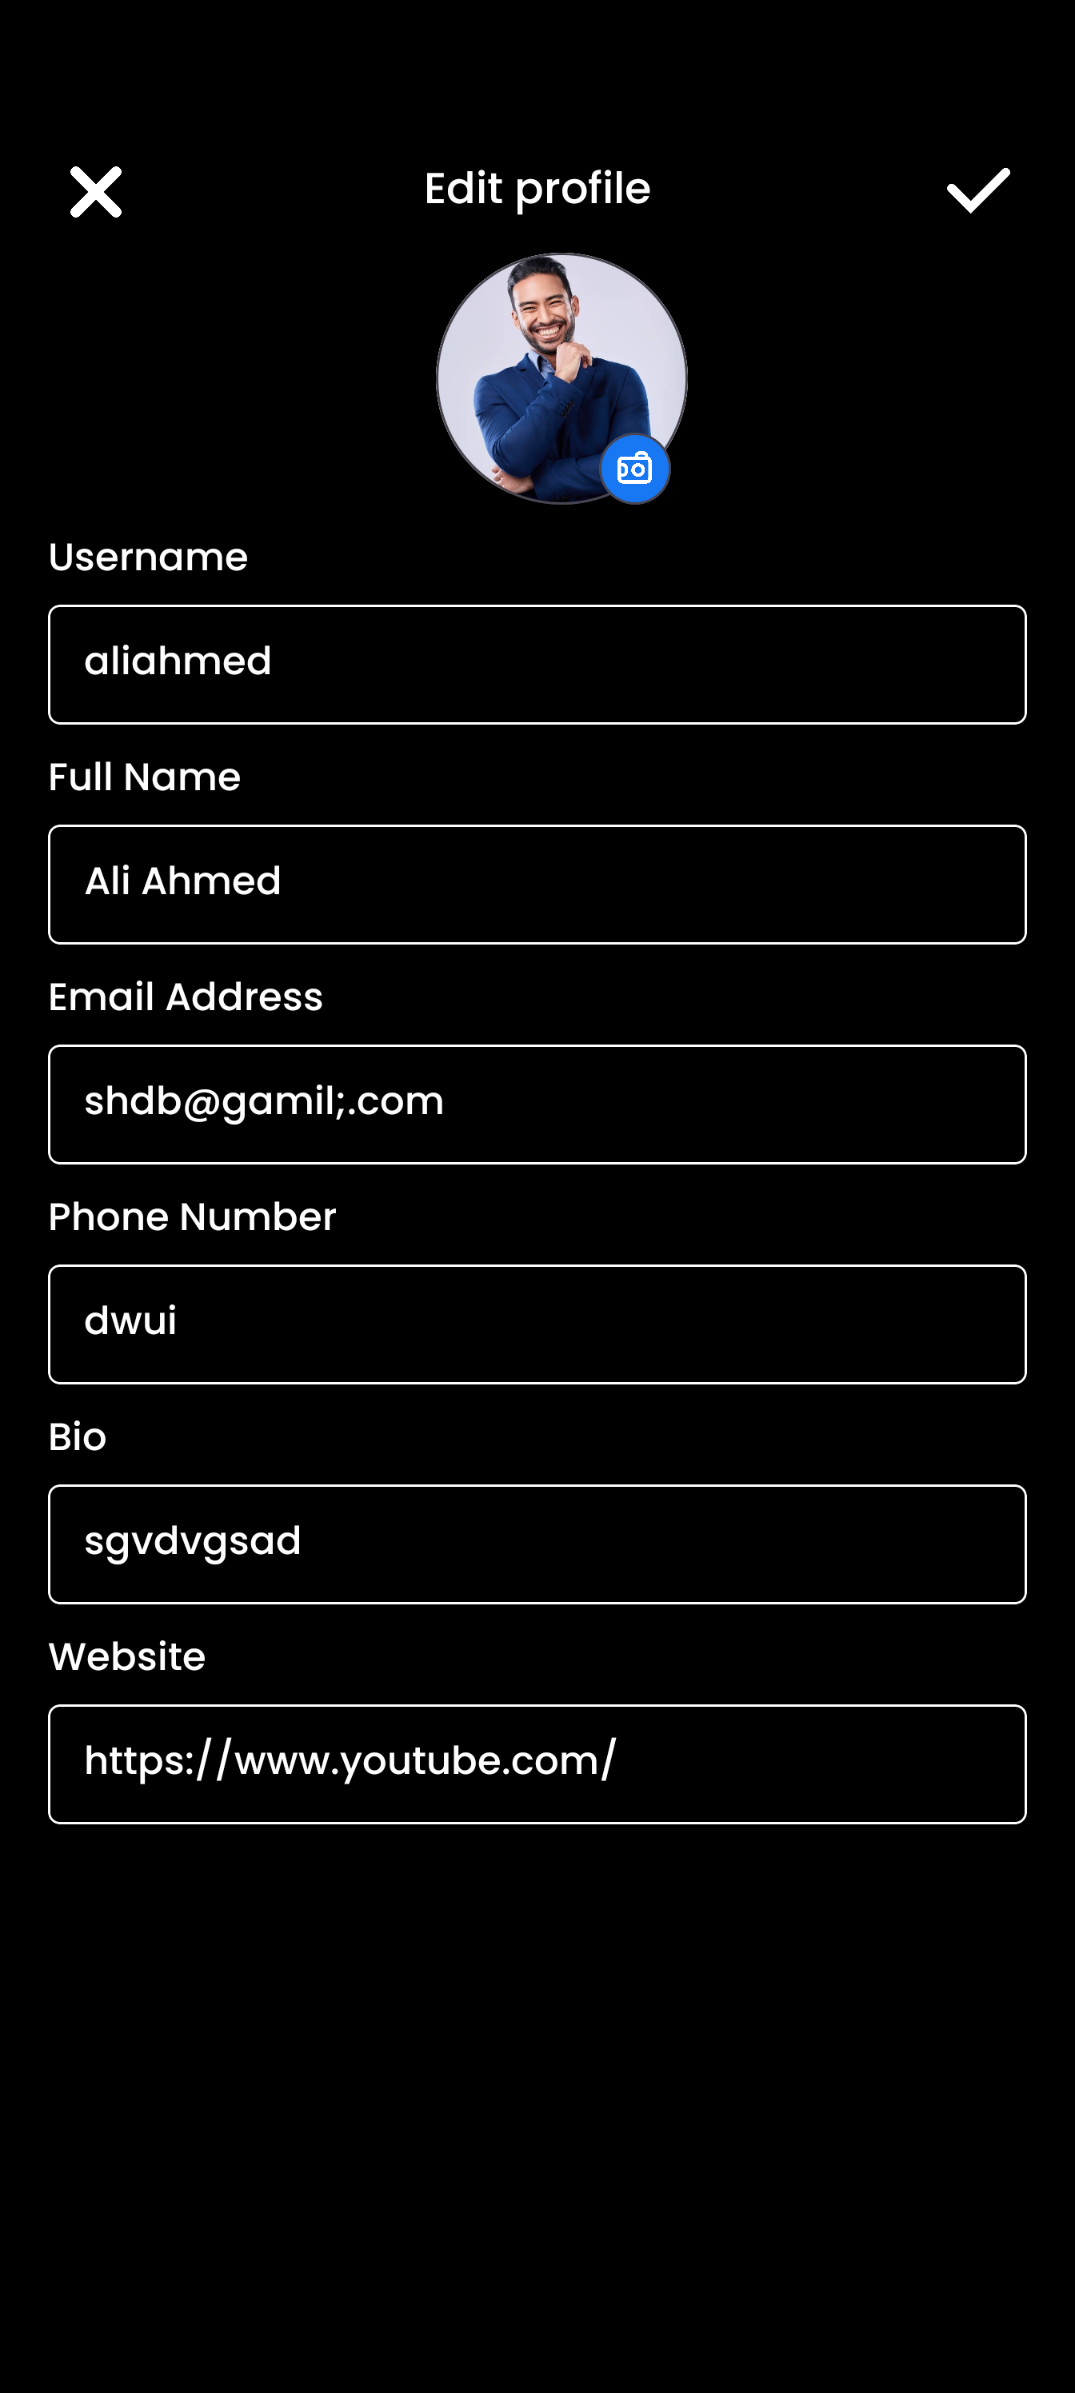 Edit profile
Username
aliahmed
Full Name
Ali Ahmed
Email Address
shdb@gamil;.com
Phone Number
dwui
Bio
sgvdvgsad
Website
https://www.youtube.com/